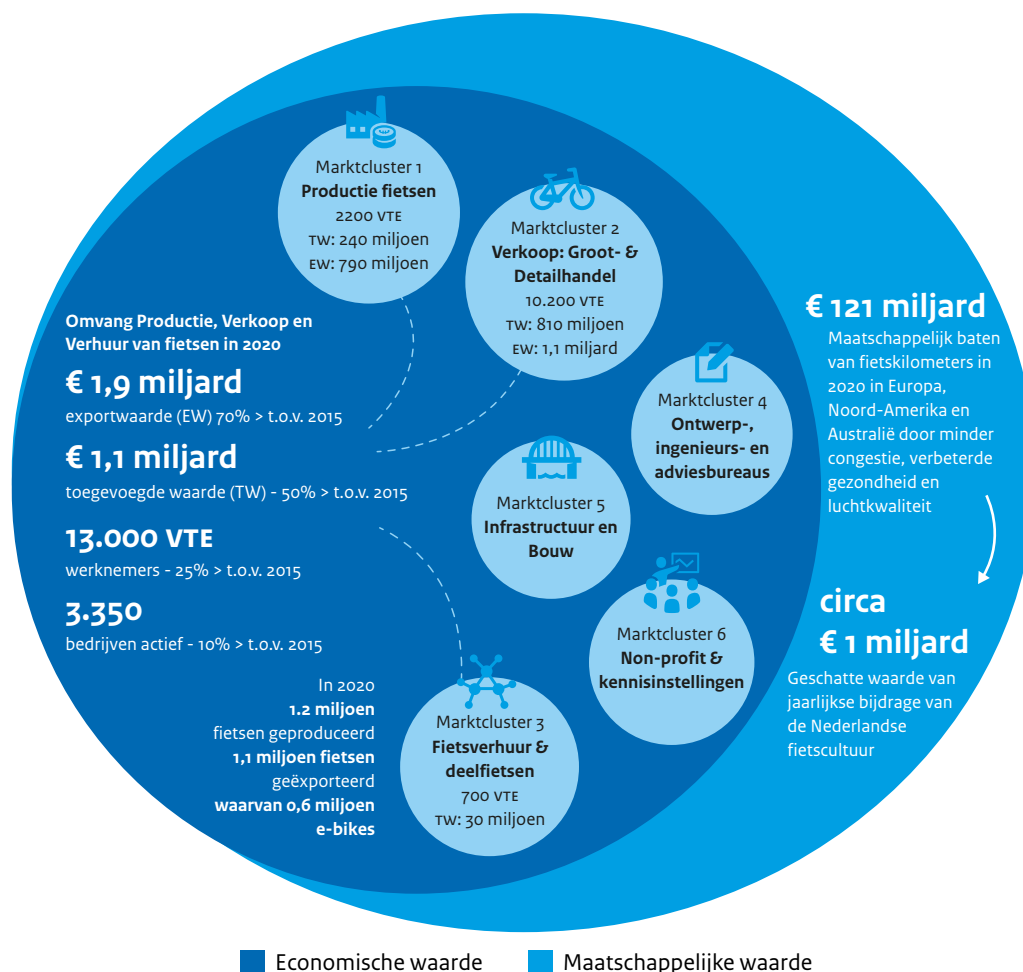 Marktcluster 1
Productie fietsen
2200 VTE
TW: 240 miljoen
EW: 790 miljoen
Marktcluster 2
Verkoop: Groot- &
Detailhandel
10.200 VTE
TW: 810 miljoen
EW: 1,1 miljard
Omvang Productie, Verkoop en
Verhuur van fietsen in 2020
€ 1,9 miljard
exportwaarde (EW) 70% > t.o.v. 2015
€ 1,1 miljard
toegevoegde waarde (TW) - 50% > t.o.v. 2015
13.000 VTE
werknemers - 25% > t.o.v. 2015
3.350
bedrijven actief - 10% > t.o.v. 2015
In 2020
1.2 miljoen
fietsen geproduceerd
1,1 miljoen fietsen
geëxporteerd
waarvan 0,6 miljoen
e-bikes
Marktcluster 4
Ontwerp-,
ingenieurs- en
adviesbureaus
Marktcluster 5
Infrastructuur en
Bouw
Marktcluster 6
Non-profit &
kennisinstellingen
Marktcluster 3
Fietsverhuur &
deelfietsen
700 VTE
TW: 30 miljoen
€ 121 miljard
Maatschappelijk baten
van fietskilometers in
2020 in Europa,
Noord-Amerika en
Australië door minder
congestie, verbeterde
gezondheid en
luchtkwaliteit
circa
€ 1 miljard
Geschatte waarde van
jaarlijkse bijdrage van
de Nederlandse
fietscultuur
Economische waarde
Maatschappelijke waarde